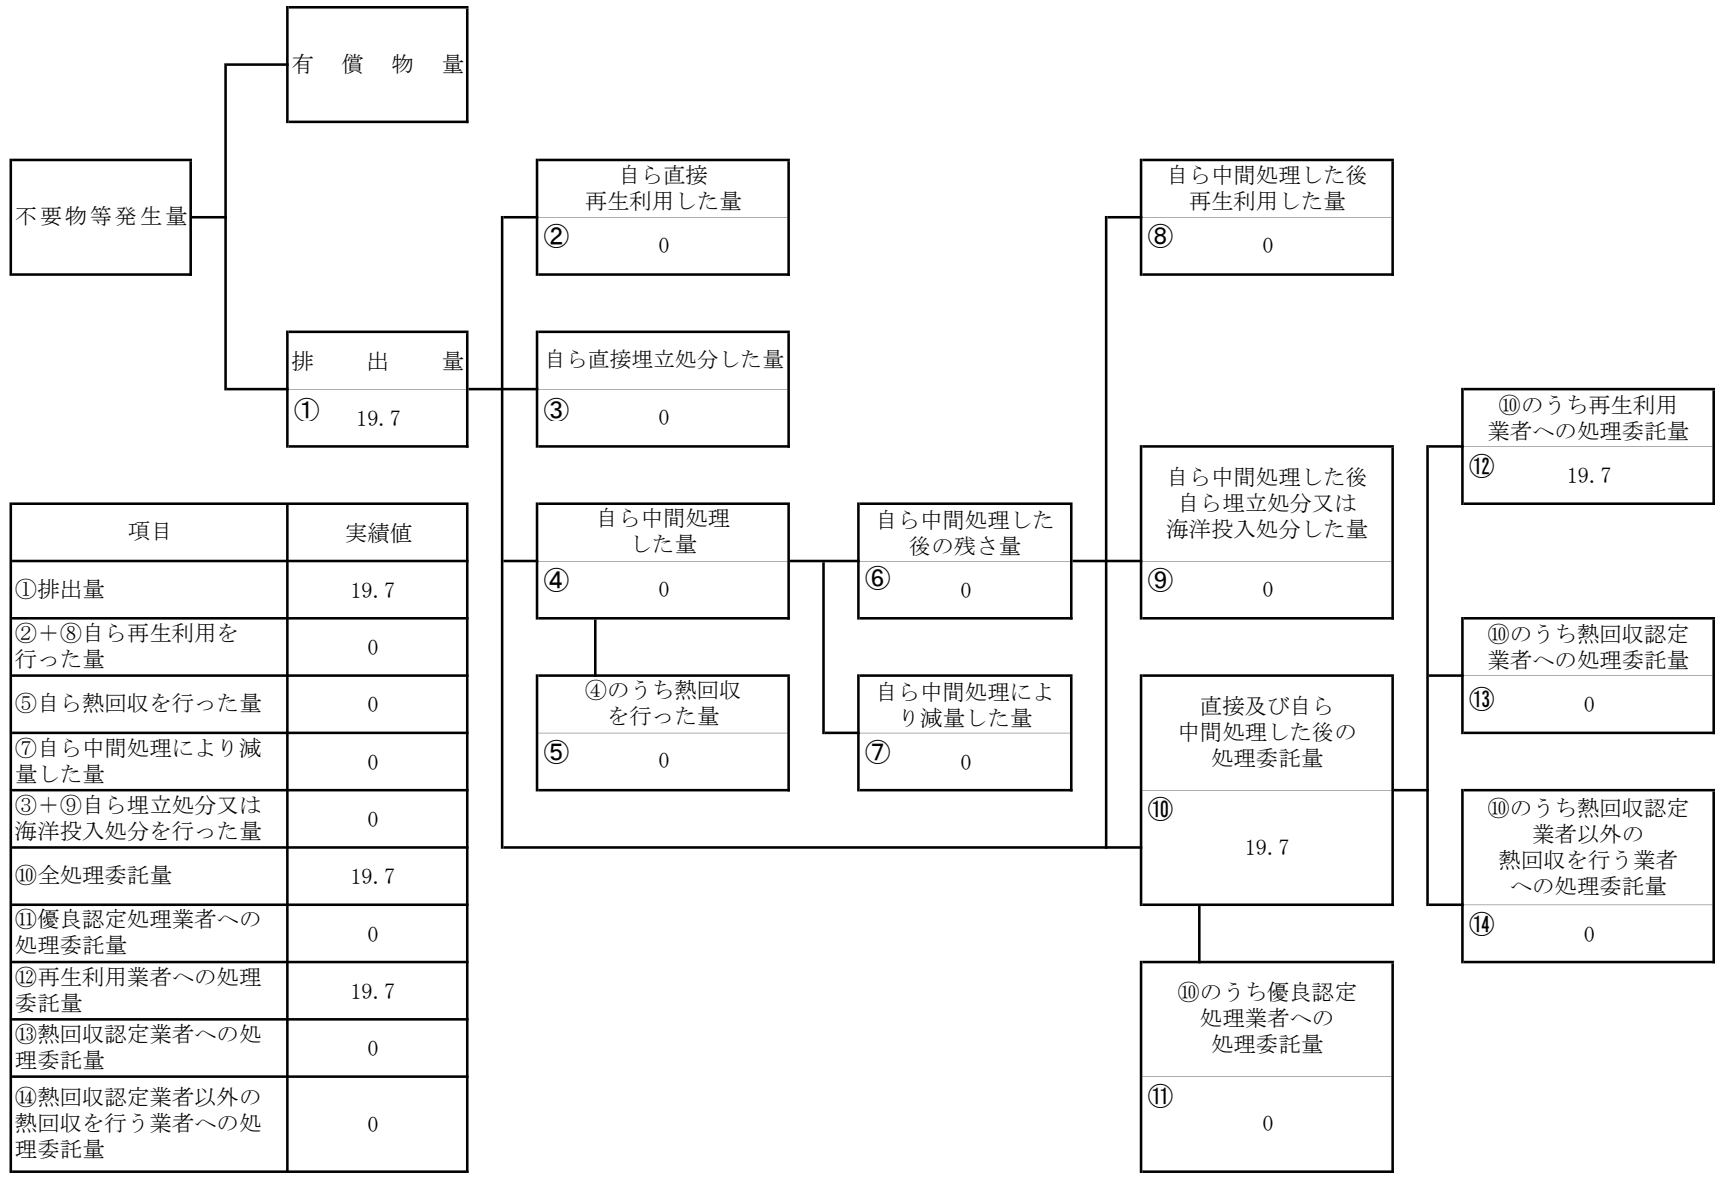 有償物量
不要物等発生量
排出量
①
19.7
自ら直接
再生利用した量
②
0
自ら直接埋立処分した量
③
0
自ら中間処理
した量
④
0
④のうち熱回収
を行った量
⑤
0
自ら中間処理した
後の残さ量
⑥
0
自ら中間処理によ
り減量した量
⑦
0
自ら中間処理した後
再生利用した量
⑧
0
自ら中間処理した後
自ら埋立処分又は
海洋投入処分した量
⑨
0
直接及び自ら
中間処理した後の
処理委託量
⑩
19.7
⑩のうち優良認定
処理業者への
処理委託量
⑪
0
⑩のうち再生利用
業者への処理委託量
⑫
19.7
⑩のうち熱回収認定
業者への処理委託量
⑬
0
⑩のうち熱回収認定
業者以外の
熱回収を行う業者
への処理委託量
⑭
0
項目 実績値
①排出量 19.7
②＋⑧自ら再生利用を
行った量 0
⑤自ら熱回収を行った量 0
⑦自ら中間処理により減
量した量 0
③＋⑨自ら埋立処分又は
海洋投入処分を行った量 0
⑩全処理委託量 19.7
⑪優良認定処理業者への
処理委託量 0
⑫再生利用業者への処理
委託量 19.7
⑬熱回収認定業者への処
理委託量 0
⑭熱回収認定業者以外の
熱回収を行う業者への処
理委託量 0